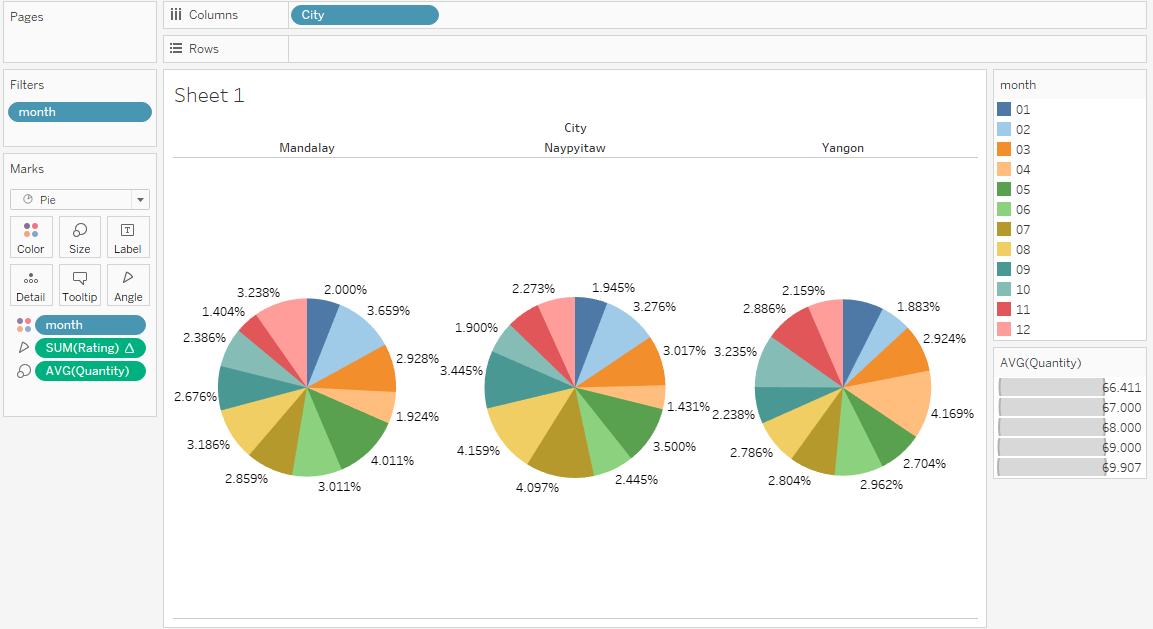 Pages
Columns
City
Rows
Filters
month
Marks
Pie
Color
Size
Label
Detail
Tooltip
Angle
month
SUM(Rating) Δ
AVG(Quantity)
Sheet 1
City
Mandalay
Naypyitaw
Yangon
3.238%
2.000%
1.404%
3.659%
2.386%
2.928%
2.676%
1.924%
3.186%
4.011%
2.859%
3.011%
2.273%
1.945%
1.900%
3.276%
3.445%
3.017%
1.431%
4.159%
3.500%
4.097%
2.445%
2.159%
2.886%
1.883%
3.235%
2.924%
2.238%
4.169%
2.786%
2.704%
2.804%
2.962%
month
01
02
03
04
05
06
07
08
09
10
11
12
AVG(Quantity)
66.411
67.000
68.000
69.000
69.907